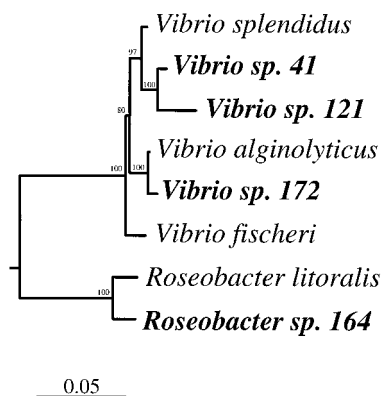 Vibrio splendidus
97
Vibrio sp. 41
100
Vibrio sp. 121
80
Vibrio alginolyticus
100
100
Vibrio sp. 172
Vibrio fischeri
Roseobacter litoralis
100
Roseobacter sp. 164
0.05